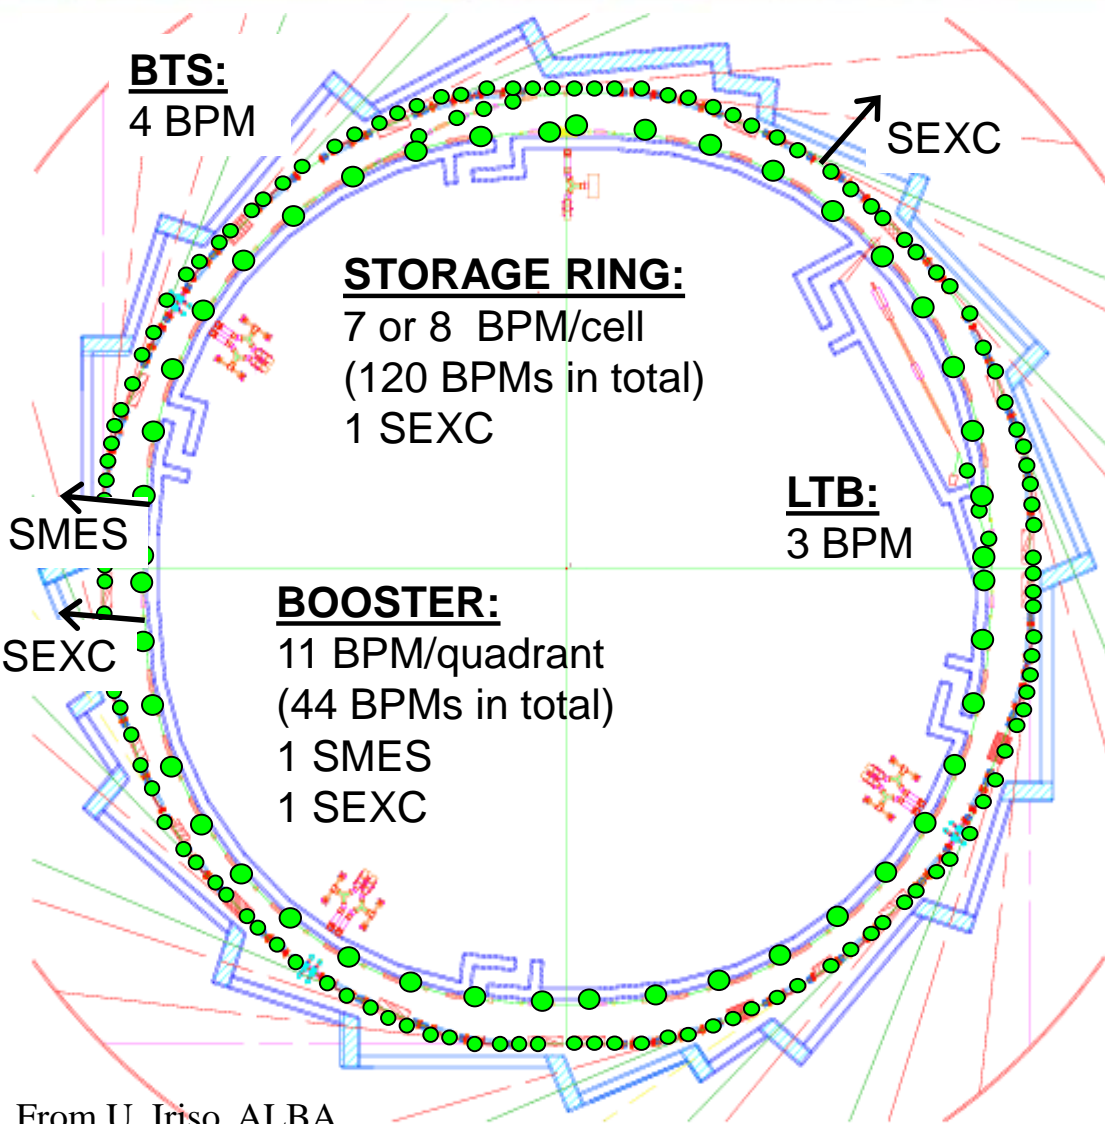 BTS:
4 BPM
SEXC
STORAGE RING:
7 or 8 BPM/cell
(120 BPMs in total)
1 SEXC
LTB:
3 BPM
SMES
SEXC
BOOSTER:
11 BPM/quadrant
(44 BPMs in total)
1 SMES
1 SEXC
From U. Iriso, ALBA